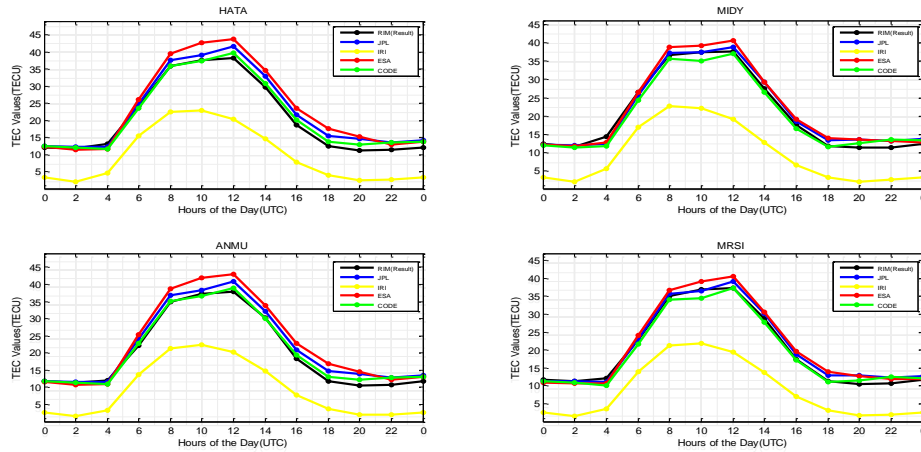 HATA
TEC Values(TECU)
45
40
35
30
25
20
15
10
5
RIM(Result)
JPL
IRI
ESA
CODE
0 2 4 6 8 10 12 14 16 18 20 22 0
Hours of the Day(UTC)
MIDY
TEC Values(TECU)
45
40
35
30
25
20
15
10
5
RIM(Result)
JPL
IRI
ESA
CODE
0 2 4 6 8 10 12 14 16 18 20 22 0
Hours of the Day(UTC)
ANMU
TEC Values(TECU)
45
40
35
30
25
20
15
10
5
RIM(Result)
JPL
IRI
ESA
CODE
0 2 4 6 8 10 12 14 16 18 20 22 0
Hours of the Day(UTC)
MRSI
TEC Values(TECU)
45
40
35
30
25
20
15
10
5
RIM(Result)
JPL
IRI
ESA
CODE
0 2 4 6 8 10 12 14 16 18 20 22 0
Hours of the Day(UTC)